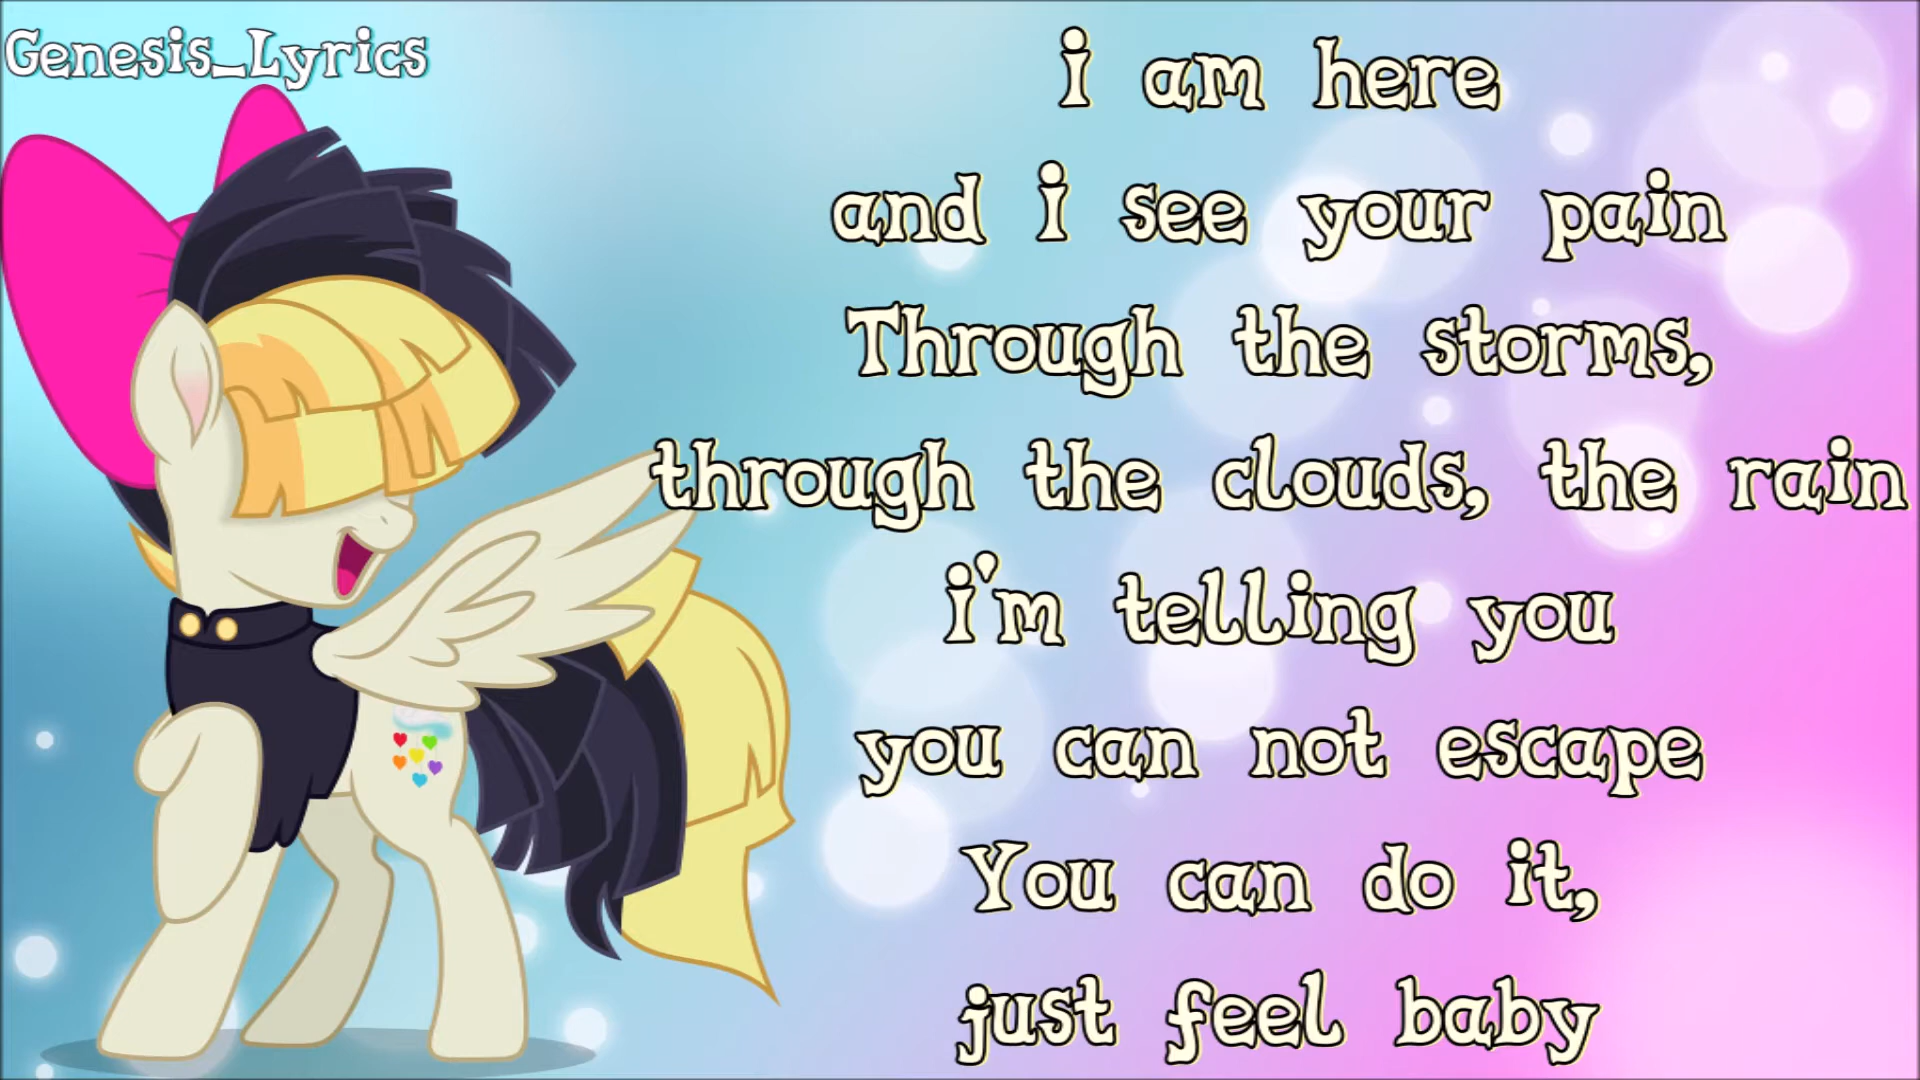 Genesis_Lyrics
i am here
and i see your pain
Through the storms,
through the clouds, the rain
i'm telling you
you can not escape
You can do it,
just feel baby